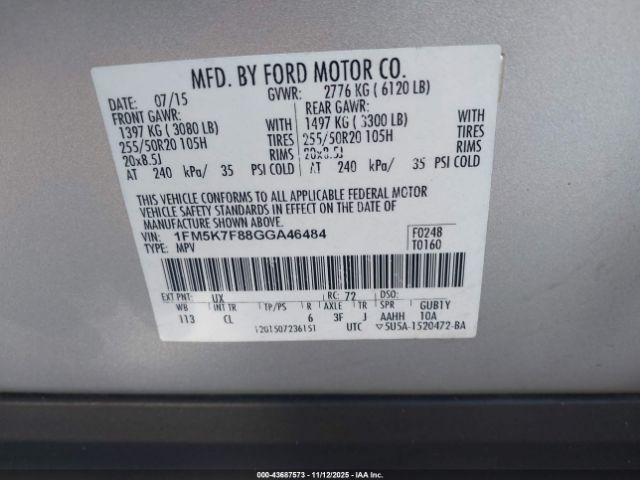 MFD. BY FORD MOTOR CO.
DATE: 07/15 GVWR: 2776 KG ( 6120 LB)
FRONT GAWR: REAR GAWR:
1397 KG ( 3080 LB) 1497 KG ( 3300 LB)
255/50R20 105H TIRES 255/50R20 105H TIRES
20x8.5J RIMS 20x8.5J RIMS
AT 240 kPa/ 35 PSI COLD AT 240 kPa/ 35 PSI COLD
THIS VEHICLE CONFORMS TO ALL APPLICABLE FEDERAL MOTOR
VEHICLE SAFETY STANDARDS IN EFFECT ON THE DATE OF
MANUFACTURE SHOWN ABOVE.
VIN: 1FM5K7F88GGA46484 F0248
TYPE: MPV T0160
EXT PNT: UX RC: 72 DSO:
WB INT TR TP/PS R AXLE TR SPR GUB1Y
113 CL 6 3F J AAHH 10A
12G1507236151 UTC ▽5U5A-1520472-BA
000-43687573 - 11/12/2025 - IAA Inc.